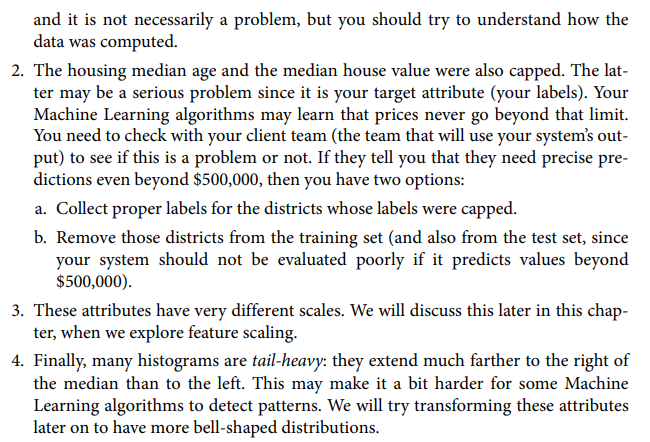 and it is not necessarily a problem, but you should try to understand how the
data was computed.
2. The housing median age and the median house value were also capped. The lat-
ter may be a serious problem since it is your target attribute (your labels). Your
Machine Learning algorithms may learn that prices never go beyond that limit.
You need to check with your client team (the team that will use your system's out-
put) to see if this is a problem or not. If they tell you that they need precise pre-
dictions even beyond $500,000, then you have two options:
a. Collect proper labels for the districts whose labels were capped.
b. Remove those districts from the training set (and also from the test set, since
your system should not be evaluated poorly if it predicts values beyond
$500,000).
3. These attributes have very different scales. We will discuss this later in this chap-
ter, when we explore feature scaling.
4. Finally, many histograms are tail-heavy: they extend much farther to the right of
the median than to the left. This may make it a bit harder for some Machine
Learning algorithms to detect patterns. We will try transforming these attributes
later on to have more bell-shaped distributions.